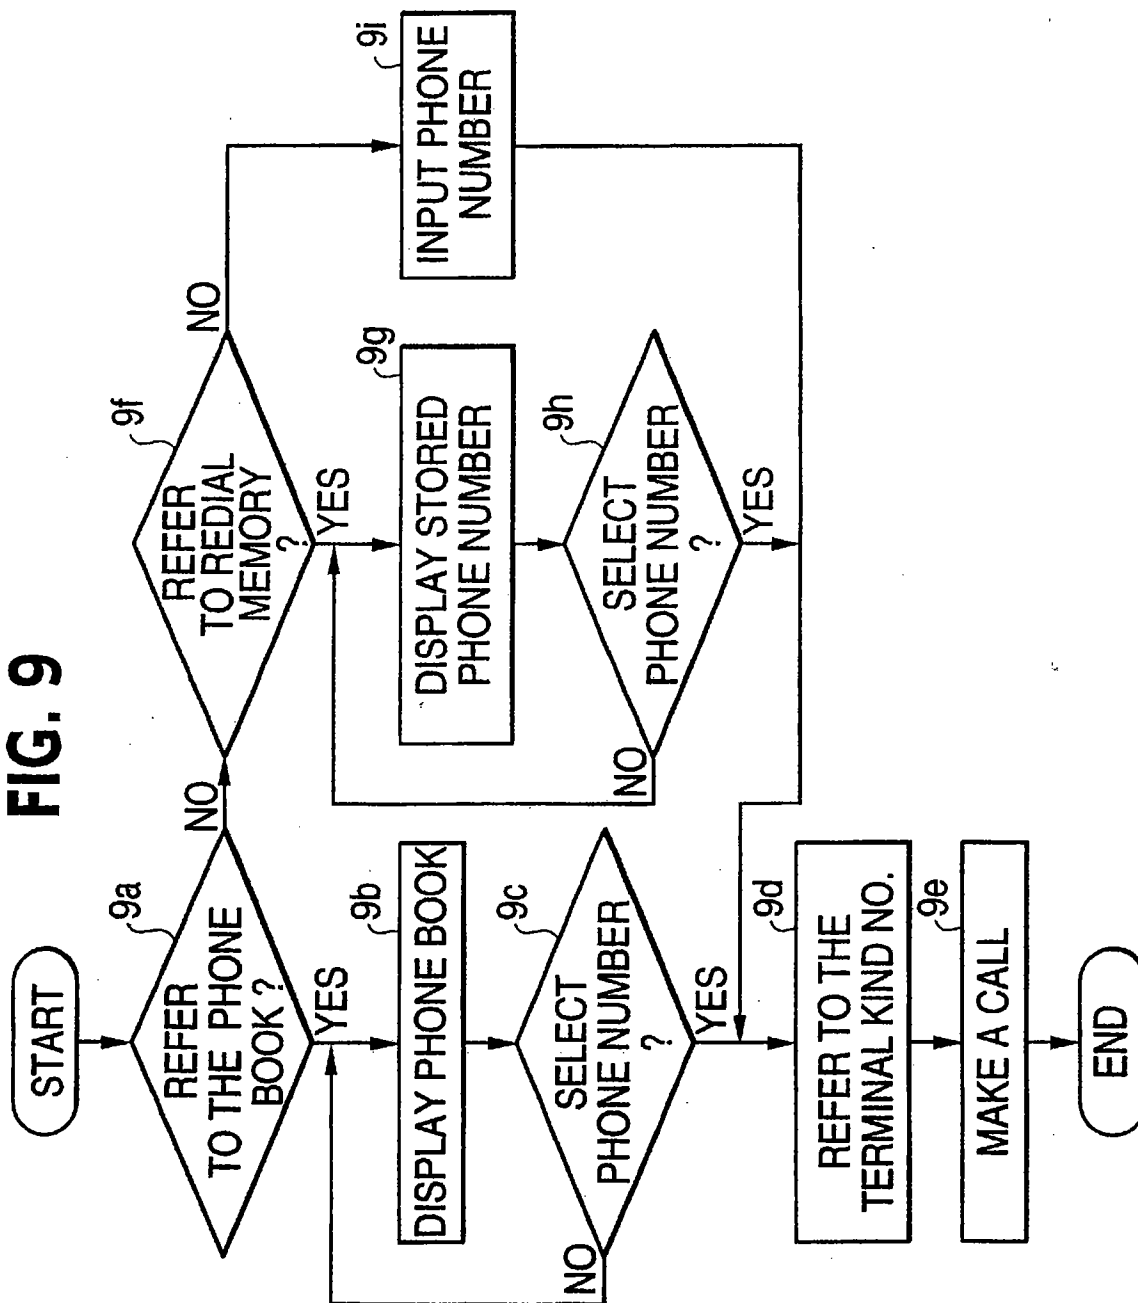 FIG. 9
START
9a
REFER
TO THE PHONE
BOOK ?
NO
YES
9b
DISPLAY PHONE BOOK
9c
SELECT
PHONE NUMBER
?
NO
YES
9d
REFER TO THE
TERMINAL KIND NO.
9e
MAKE A CALL
END
9f
REFER
TO REDIAL
MEMORY
?
NO
YES
9g
DISPLAY STORED
PHONE NUMBER
9h
SELECT
PHONE NUMBER
?
NO
YES
9i
INPUT PHONE
NUMBER